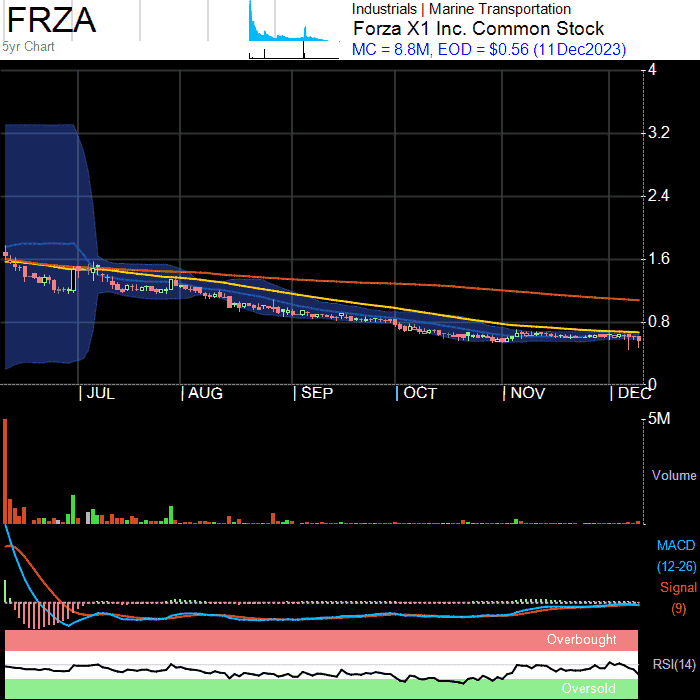 FRZA
5yr Chart
Industrials | Marine Transportation
Forza X1 Inc. Common Stock
MC = 8.8M, EOD = $0.56 (11Dec2023)
4
3.2
2.4
1.6
0.8
0
JUL AUG SEP OCT NOV DEC
5M
Volume
MACD
(12-26)
Signal
(9)
Overbought
RSI(14)
Oversold